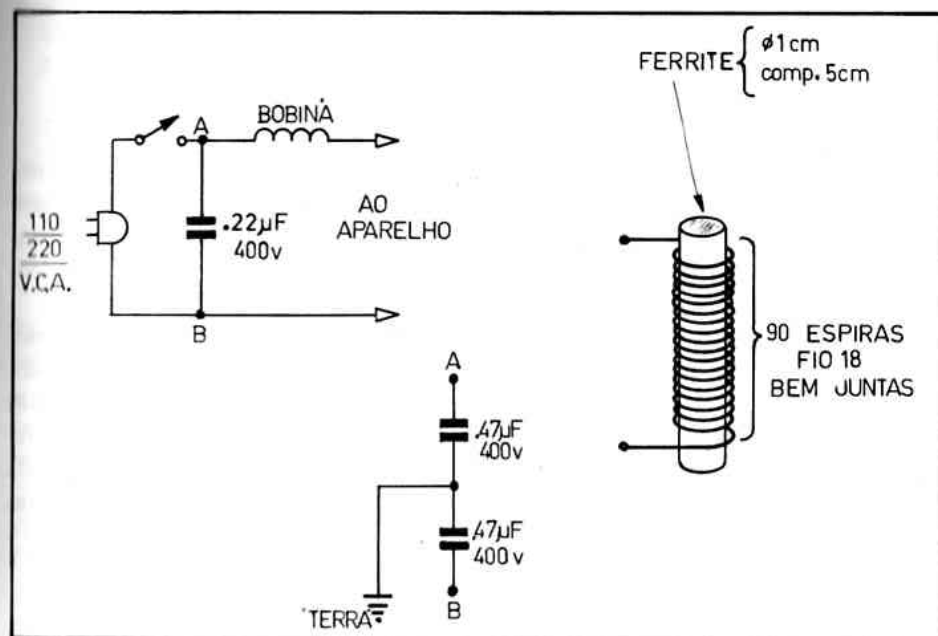 FERRITE
ø1cm
comp. 5cm
A
BOBINA
110
220
V.C.A.
.22µF
400v
AO
APARELHO
B
90 ESPIRAS
FIO 18
BEM JUNTAS
A
.47µF
400v
.47µF
400v
B
TERRA